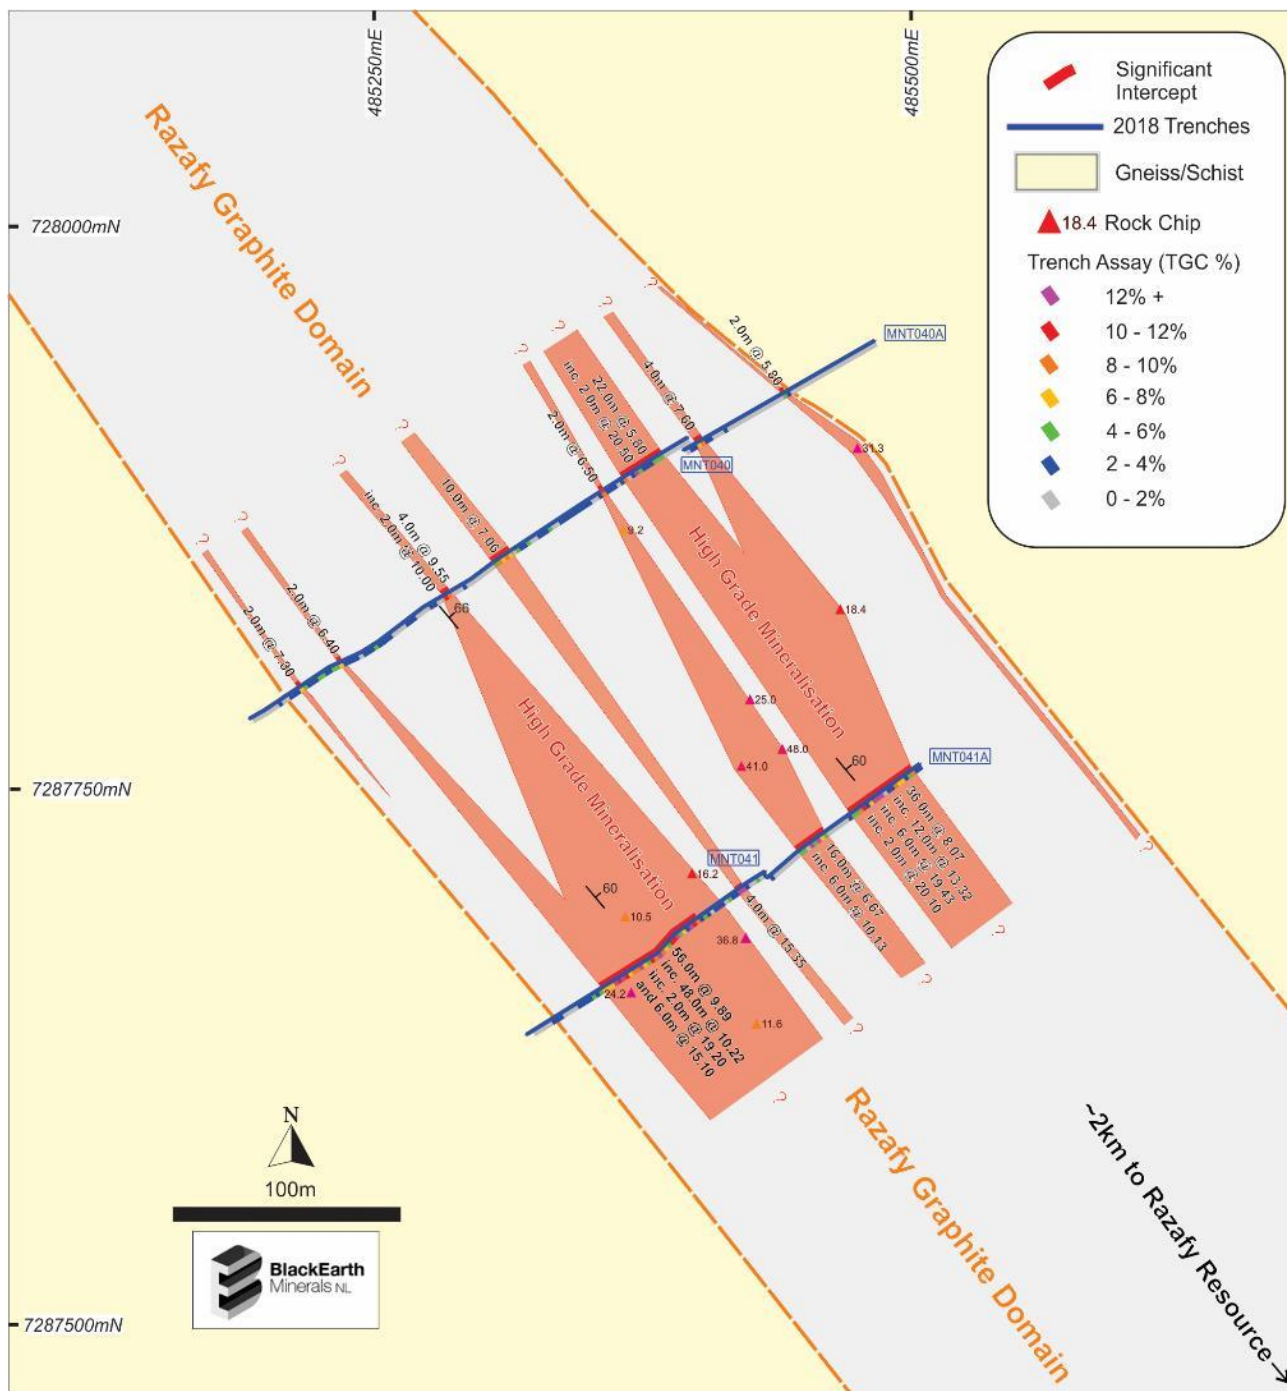 485250mE
485500mE
728000mN
7287750mN
7287500mN
Significant
Intercept
2018 Trenches
Gneiss/Schist
18.4 Rock Chip
Trench Assay (TGC %)
12% +
10 - 12%
8 - 10%
6 - 8%
4 - 6%
2 - 4%
0 - 2%
Razafy Graphite Domain
?
?
?
?
?
?
?
?
2.0m @ 5.80
MNT040A
4.0m @ 7.60
22.0m @ 5.80
inc. 2.0m @ 20.50
MNT040
2.0m @ 6.50
10.0m @ 7.06
4.0m @ 9.55
inc. 2.0m @ 10.00
2.0m @ 6.40
2.0m @ 7.30
66
31.3
9.2
18.4
25.0
48.0
41.0
High Grade Mineralisation
High Grade Mineralisation
60
MNT041A
36.0m @ 8.07
inc. 12.0m @ 13.32
inc. 6.0m @ 19.43
inc. 2.0m @ 20.10
16.0m @ 6.67
inc. 6.0m @ 10.13
MNT041
4.0m @ 15.35
16.2
60
10.5
36.8
24.2
11.6
56.0m @ 9.89
inc. 48.0m @ 10.22
inc. 2.0m @ 19.20
and 6.0m @ 15.10
?
?
?
?
?
Razafy Graphite Domain
~2km to Razafy Resource →
N
100m
BlackEarth
Minerals NL